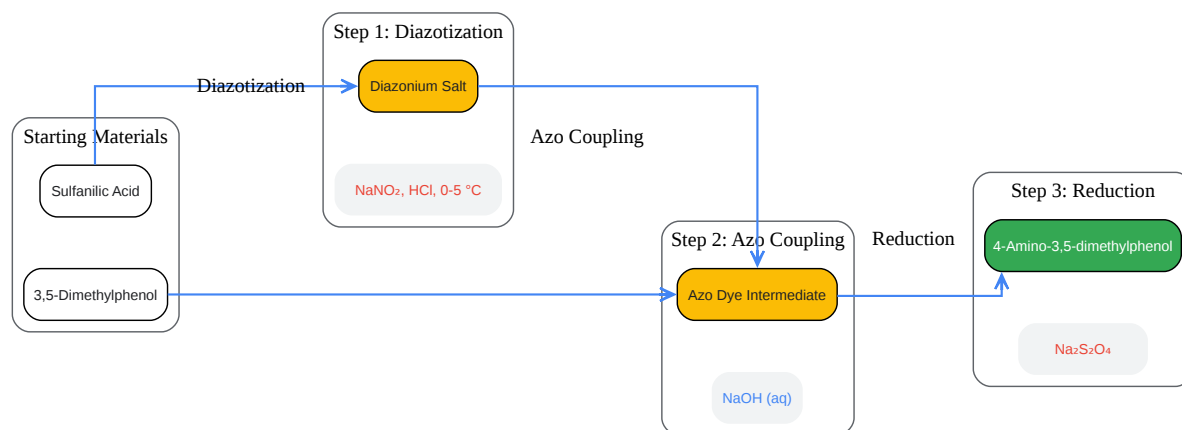 Step 1: Diazotization
Diazotization
Diazonium Salt
Starting Materials
Azo Coupling
Sulfanilic Acid
NaNO₂, HCl, 0-5 °C
Step 3: Reduction
Step 2: Azo Coupling
Reduction
4-Amino-3,5-dimethylphenol
3,5-Dimethylphenol
Azo Dye Intermediate
Na₂S₂O₄
NaOH (aq)